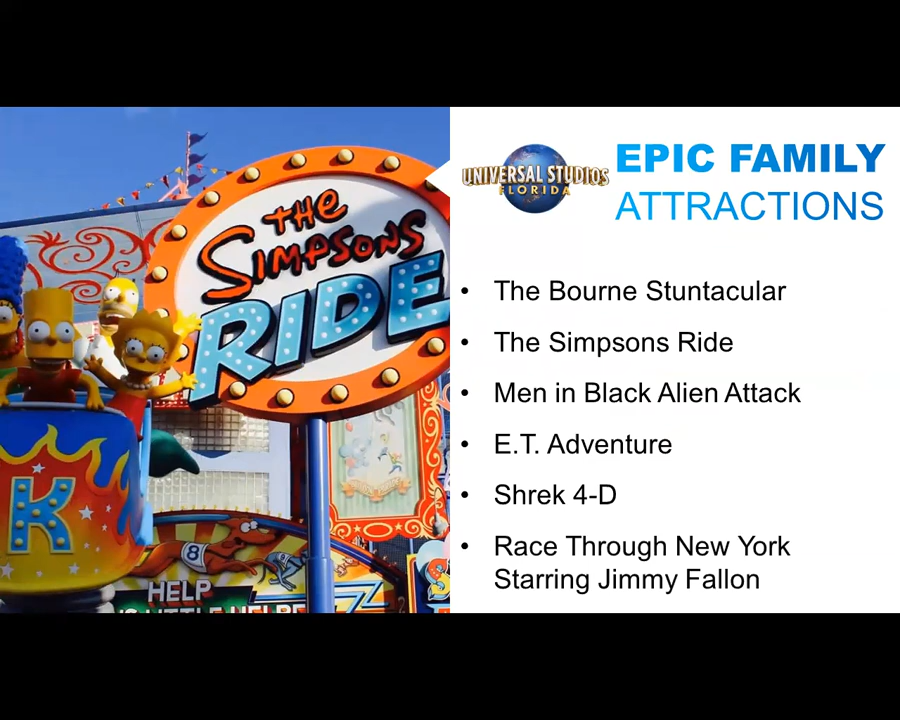 THE
SIMPSONS
RIDE
K
8
HELP
UNIVERSAL STUDIOS
FLORIDA
EPIC FAMILY
ATTRACTIONS
• The Bourne Stuntacular
• The Simpsons Ride
• Men in Black Alien Attack
• E.T. Adventure
• Shrek 4-D
• Race Through New York
Starring Jimmy Fallon